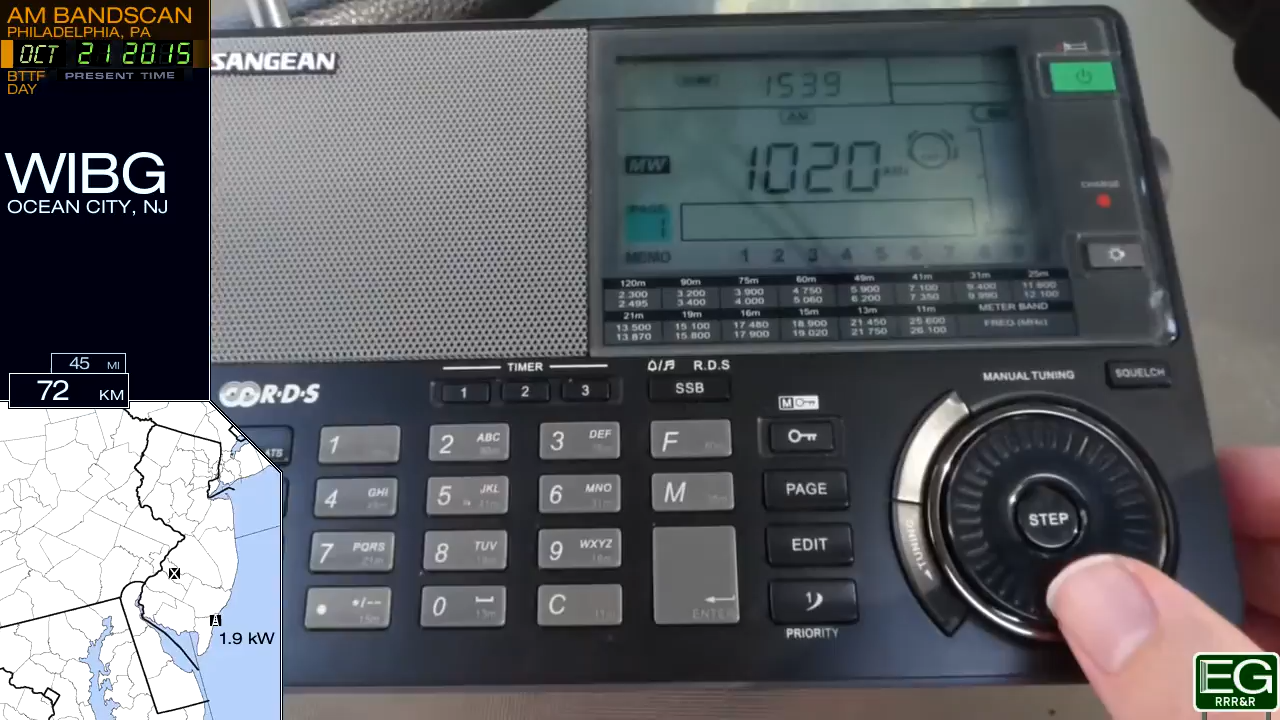 AM BANDSCAN
PHILADELPHIA, PA
OCT 21 2015
BTTF DAY
PRESENT TIME
WIBG
OCEAN CITY, NJ
45 MI
72 KM
1.9 kW
SANGEAN
1539
AM
MW
1020
PAGE
1
MEMO 1 2 3 4 5 6 7 8 9
120m 90m 75m 60m 49m 41m 31m 25m
2.300 3.200 3.900 4.750 5.900 7.100 9.400 11.600
2.495 3.400 4.000 5.060 6.200 7.350 9.990 12.100
21m 19m 16m 15m 13m 11m METER BAND
13.500 15.100 17.480 18.900 21.450 25.600 FREQ.(MHz)
13.870 15.800 17.900 19.020 21.750 26.100
CHARGE
R·D·S
TIMER
1 2 3
R.D.S
SSB
MANUAL TUNING
SQUELCH
M
1 2 ABC 3 DEF F
4 GHI 5 JKL 6 MNO M PAGE
7 PQRS 8 TUV 9 WXYZ EDIT
• */-- 0 C ENTER
PRIORITY
STEP
TUNING
EG
RRR&R